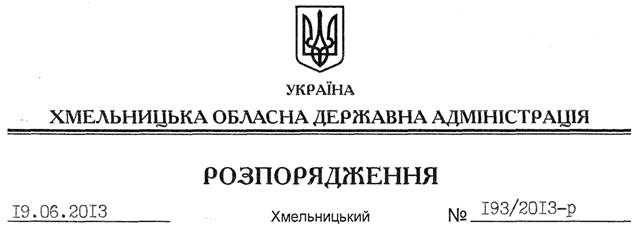 УКРАЇНА
ХМЕЛЬНИЦЬКА ОБЛАСНА ДЕРЖАВНА АДМІНІСТРАЦІЯ
РОЗПОРЯДЖЕННЯ
19.06.2013 Хмельницький № 193/2013-р